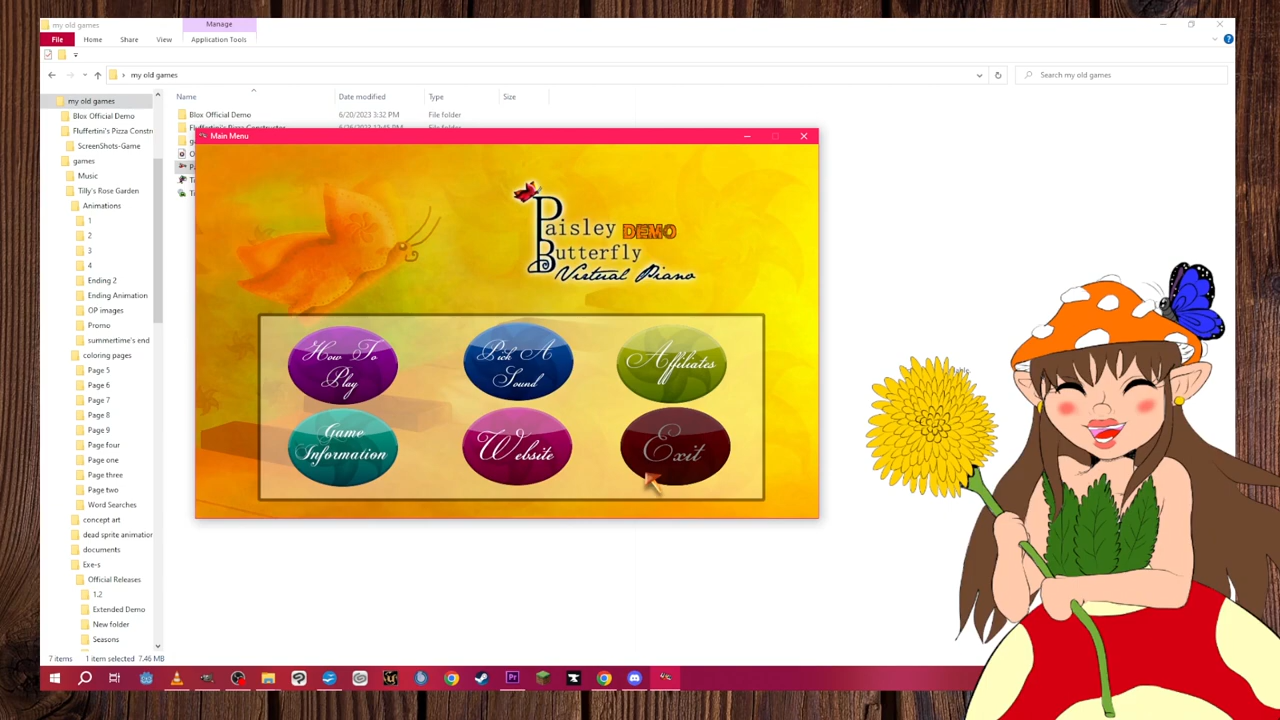 my old games
Manage
File
Home
Share
View
Application Tools
my old games
Search my old games
Name
Date modified
Type
Size
my old games
Blox Official Demo
Fluffertini's Pizza Constr
ScreenShots-Game
games
Music
Tilly's Rose Garden
Animations
1
2
3
4
Ending 2
Ending Animation
OP images
Promo
summertime's end
coloring pages
Page 5
Page 6
Page 7
Page 8
Page 9
Page four
Page one
Page three
Page two
Word Searches
concept art
dead sprite animation
documents
Exe-s
Official Releases
1.2
Extended Demo
New folder
Seasons
Blox Official Demo
6/20/2023 3:32 PM
File folder
Fluffertini's Pizza Constructor
File folder
Main Menu
Paisley DEMO
Butterfly
Virtual Piano
How To
Play
Pick A
Sound
Affiliates
Game
Information
Website
Exit
7 items
1 item selected 7.46 MB